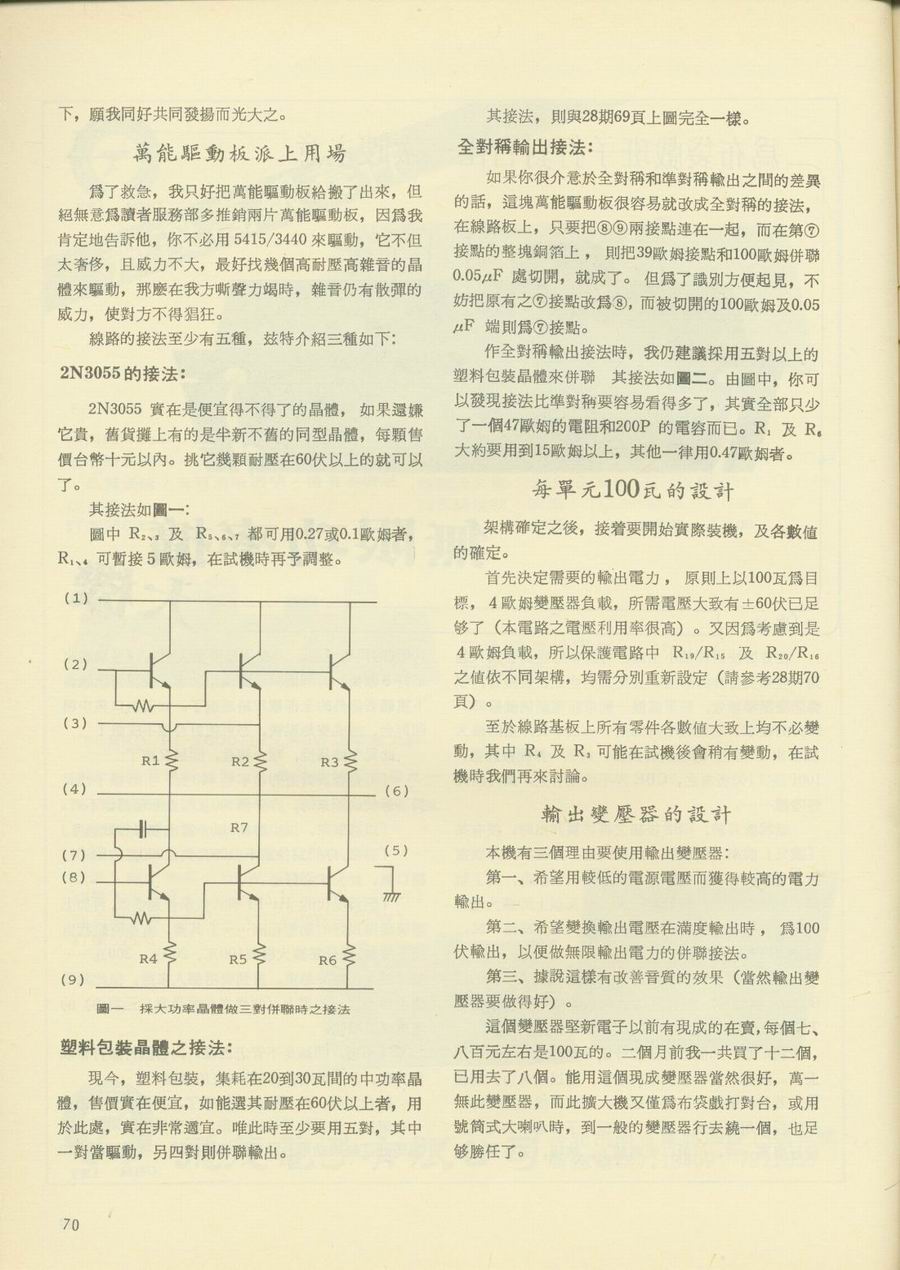 下，願我同好共同發揚而光大之。
萬能驅動板派上用場
爲了救急，我只好把萬能驅動板給搬了出來，但
絕無意爲讀者服務部多推銷兩片萬能驅動板，因爲我
肯定地告訴他，你不必用 5415/3440 來驅動，它不但
太奢侈，且威力不大，最好找幾個高耐壓高雜音的晶
體來驅動，那麼在我方嘶聲力竭時，雜音仍有散彈的
威力，使對方不得猖狂。
線路的接法至少有五種，玆特介紹三種如下：
2N3055的接法：
2N3055 實在是便宜得不得了的晶體， 如果還嫌
它貴，舊貨攤上有的是半新不舊的同型晶體，每顆售
價台幣十元以內。挑它幾顆耐壓在60伏以上的就可以
了。
其接法如圖一：
圖中 R₂、₃ 及 R₅、₆、₇ 都可用0.27或0.1歐姆者，
R₁、₄ 可暫接 5 歐姆，在試機時再予調整。
(1)
(2)
(3)
R1 R2 R3
(4) (6)
R7
(7) (5)
(8)
R4 R5 R6
(9)
圖一 採大功率晶體做三對併聯時之接法
塑料包裝晶體之接法：
現今，塑料包裝，集耗在20到30瓦間的中功率晶
體，售價實在便宜，如能選其耐壓在60伏以上者，用
於此處，實在非常適宜。唯此時至少要用五對，其中
一對當驅動，另四對則併聯輸出。
70
其接法，則與28期69頁上圖完全一樣。
全對稱輸出接法：
如果你很介意於全對稱和準對稱輸出之間的差異
的話，這塊萬能驅動板很容易就改成全對稱的接法，
在線路板上，只要把⑧⑨兩接點連在一起，而在第⑦
接點的整塊銅箔上， 則把39歐姆接點和100歐姆併聯
0.05μF 處切開，就成了。 但爲了識別方便起見，不
妨把原有之⑦接點改爲⑧，而被切開的100歐姆及0.05
μF 端則爲⑦接點。
作全對稱輸出接法時，我仍建議採用五對以上的
塑料包裝晶體來併聯 其接法如圖二。由圖中，你可
以發現接法比準對稱要容易看得多了，其實全部只少
了一個47歐姆的電阻和200P 的電容而已。R₁ 及 R₆
大約要用到15歐姆以上，其他一律用0.47歐姆者。
每單元100瓦的設計
架構確定之後，接着要開始實際裝機，及各數値
的確定。
首先決定需要的輸出電力， 原則上以100瓦爲目
標， 4 歐姆變壓器負載，所需電壓大致有±60伏已足
够了（本電路之電壓利用率很高）。又因爲考慮到是
4 歐姆負載，所以保護電路中 R₁₉/R₁₅ 及 R₂₀/R₁₆
之値依不同架構，均需分別重新設定（請參考28期70
頁）。
至於線路基板上所有零件各數値大致上均不必變
動，其中 R₄ 及 R₃ 可能在試機後會稍有變動，在試
機時我們再來討論。
輸出變壓器的設計
本機有三個理由要使用輸出變壓器：
第一、希望用較低的電源電壓而獲得較高的電力
輸出。
第二、希望變換輸出電壓在滿度輸出時， 爲100
伏輸出，以便做無限輸出電力的併聯接法。
第三、據說這樣有改善音質的效果（當然輸出變
壓器要做得好）。
這個變壓器堅新電子以前有現成的在賣，每個七、
八百元左右是100瓦的。二個月前我一共買了十二個，
已用去了八個。能用這個現成變壓器當然很好，萬一
無此變壓器，而此擴大機又僅爲布袋戲打對台，或用
號筒式大喇叭時，到一般的變壓器行去繞一個，也足
够勝任了。